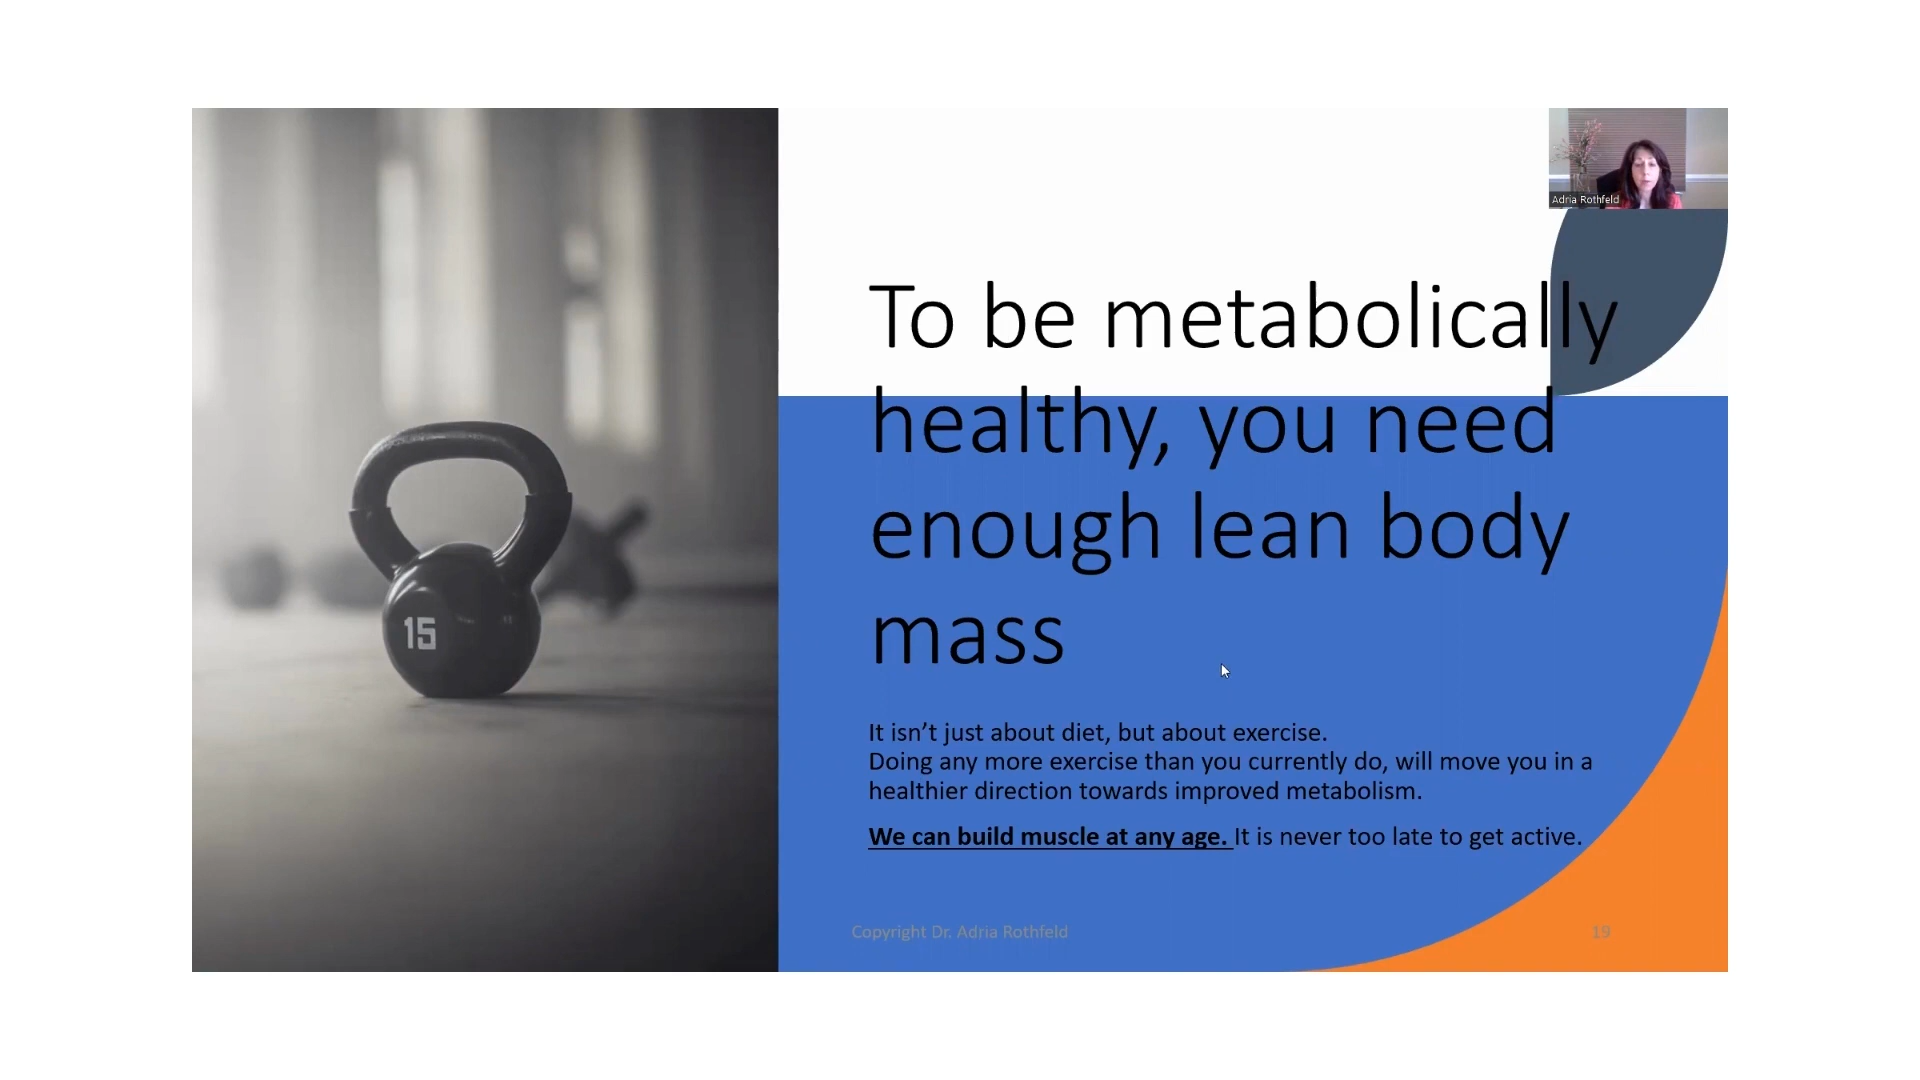 Adria Rothfeld
To be metabolically
healthy, you need
enough lean body
mass
15
It isn’t just about diet, but about exercise.
Doing any more exercise than you currently do, will move you in a
healthier direction towards improved metabolism.
We can build muscle at any age. It is never too late to get active.
Copyright Dr. Adria Rothfeld
19